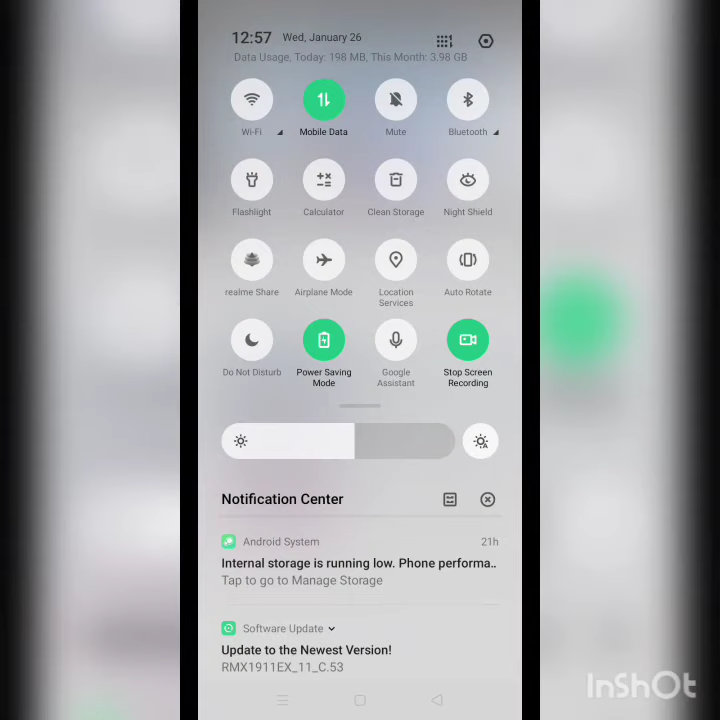 12:57 Wed, January 26
Data Usage, Today: 198 MB, This Month: 3.98 GB
Wi-Fi Mobile Data Mute Bluetooth
Flashlight Calculator Clean Storage Night Shield
realme Share Airplane Mode Location Services Auto Rotate
Do Not Disturb Power Saving Mode Google Assistant Stop Screen Recording
Notification Center
Android System 21h
Internal storage is running low. Phone performa..
Tap to go to Manage Storage
Software Update
Update to the Newest Version!
RMX1911EX_11_C.53
InShOt